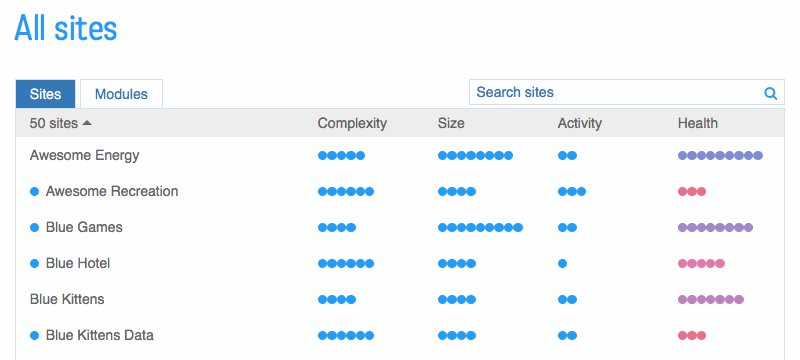 All sites
Sites Modules Search sites
50 sites Complexity Size Activity Health
Awesome Energy
Awesome Recreation
Blue Games
Blue Hotel
Blue Kittens
Blue Kittens Data